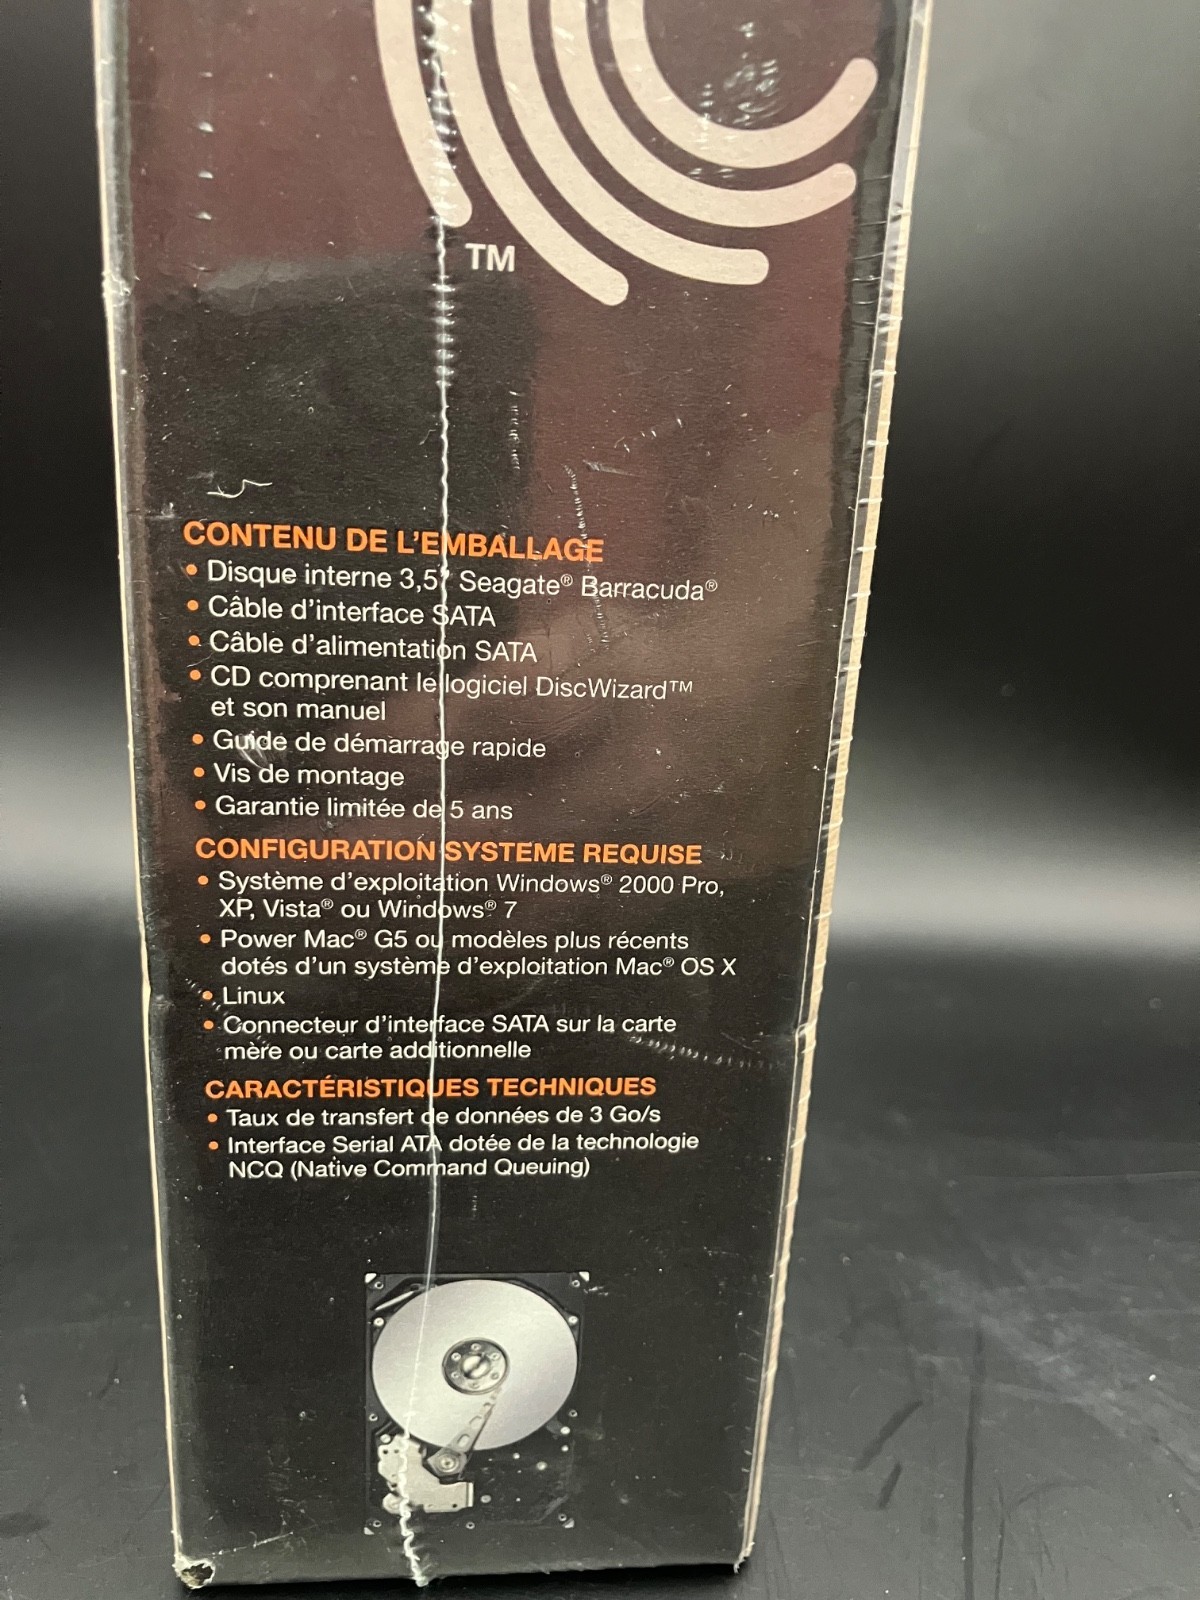 TM
CONTENU DE L'EMBALLAGE
• Disque interne 3,5" Seagate® Barracuda®
• Câble d'interface SATA
• Câble d'alimentation SATA
• CD comprenant le logiciel DiscWizard™
et son manuel
• Guide de démarrage rapide
• Vis de montage
• Garantie limitée de 5 ans
CONFIGURATION SYSTÈME REQUISE
• Système d'exploitation Windows® 2000 Pro,
XP, Vista® ou Windows® 7
• Power Mac® G5 ou modèles plus récents
dotés d'un système d'exploitation Mac® OS X
• Linux
• Connecteur d'interface SATA sur la carte
mère ou carte additionnelle
CARACTÉRISTIQUES TECHNIQUES
• Taux de transfert de données de 3 Go/s
• Interface Serial ATA dotée de la technologie
NCQ (Native Command Queuing)